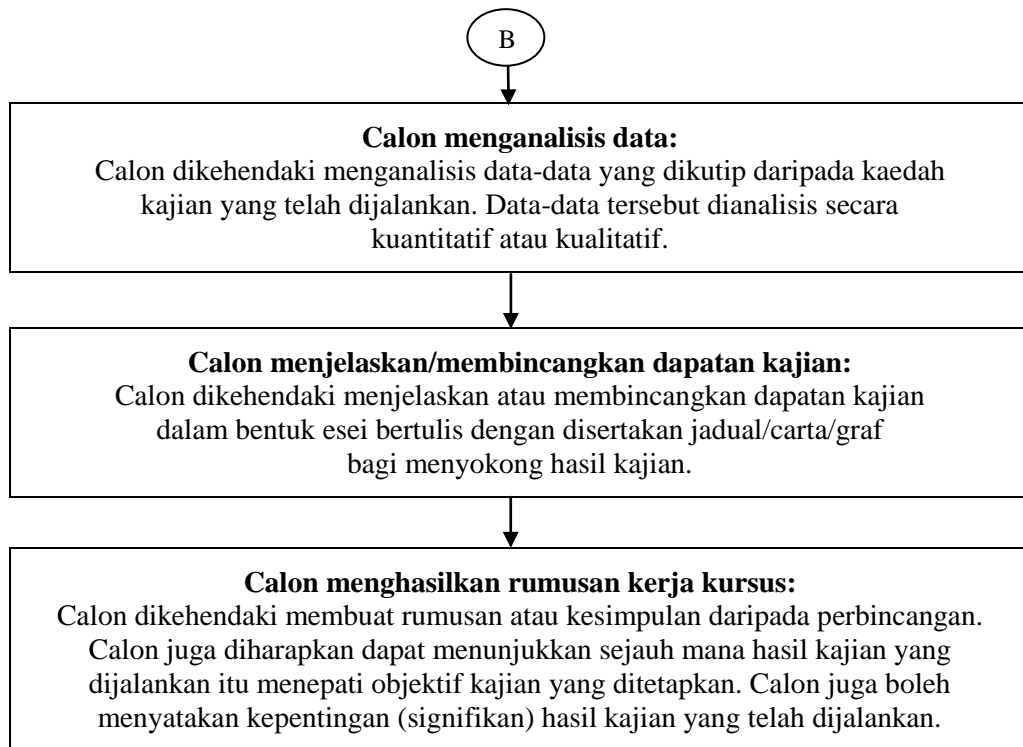 B
Calon menganalisis data:
Calon dikehendaki menganalisis data-data yang dikutip daripada kaedah
kajian yang telah dijalankan. Data-data tersebut dianalisis secara
kuantitatif atau kualitatif.
Calon menjelaskan/membincangkan dapatan kajian:
Calon dikehendaki menjelaskan atau membincangkan dapatan kajian
dalam bentuk esei bertulis dengan disertakan jadual/carta/graf
bagi menyokong hasil kajian.
Calon menghasilkan rumusan kerja kursus:
Calon dikehendaki membuat rumusan atau kesimpulan daripada perbincangan.
Calon juga diharapkan dapat menunjukkan sejauh mana hasil kajian yang
dijalankan itu menepati objektif kajian yang ditetapkan. Calon juga boleh
menyatakan kepentingan (signifikan) hasil kajian yang telah dijalankan.